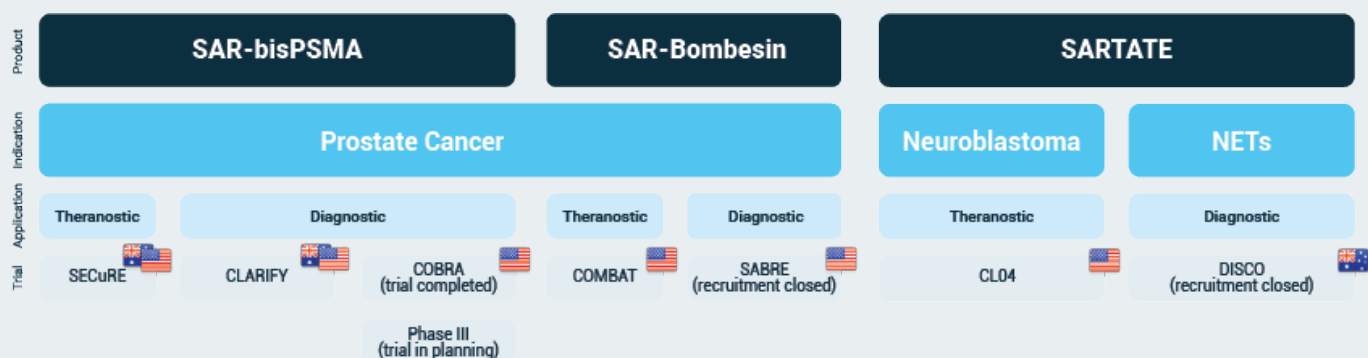 Product
SAR-bisPSMA
SAR-Bombesin
SARTATE
Indication
Prostate Cancer
Neuroblastoma
NETs
Application
Theranostic
Diagnostic
Theranostic
Diagnostic
Theranostic
Diagnostic
Trial
SECuRE
CLARIFY
COBRA
(trial completed)
COMBAT
SABRE
(recruitment closed)
CL04
DISCO
(recruitment closed)
Phase III
(trial in planning)